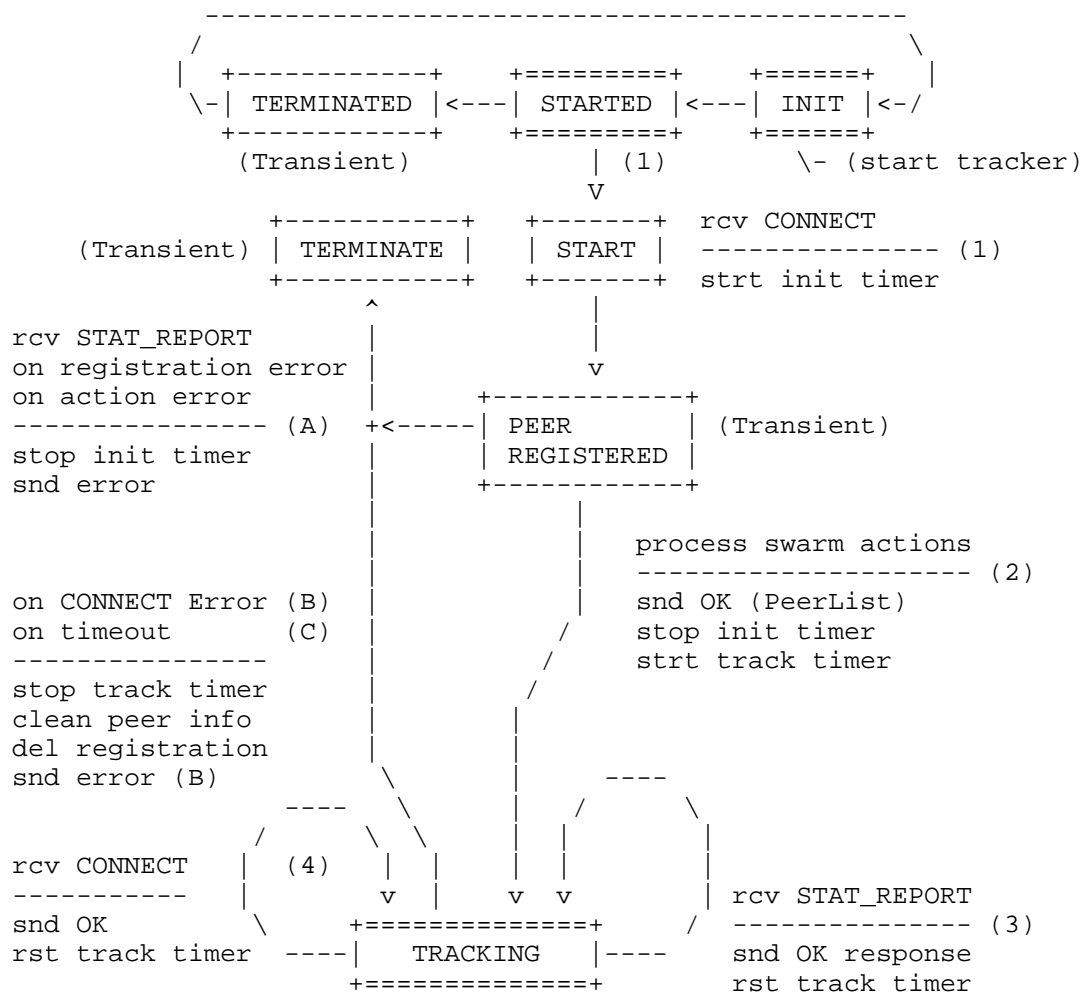 TERMINATED STARTED INIT
(Transient) (1) (start tracker)
rcv CONNECT
(Transient) TERMINATE START (1)
strt init timer
rcv STAT_REPORT
on registration error
on action error
(A) PEER (Transient)
stop init timer REGISTERED
snd error
process swarm actions
(2)
on CONNECT Error (B) snd OK (PeerList)
on timeout (C) stop init timer
strt track timer
stop track timer
clean peer info
del registration
snd error (B)
rcv CONNECT (4)
rcv STAT_REPORT
snd OK (3)
rst track timer TRACKING snd OK response
rst track timer